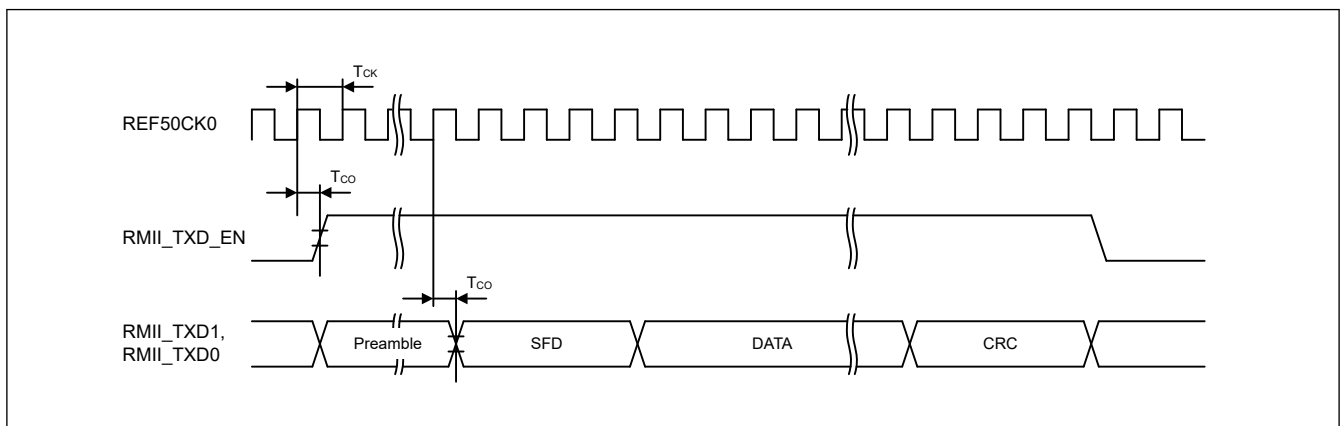 TCK
REF50CK0
TCO
RMII_TXD_EN
TCO
RMII_TXD1,
RMII_TXD0
Preamble
SFD
DATA
CRC